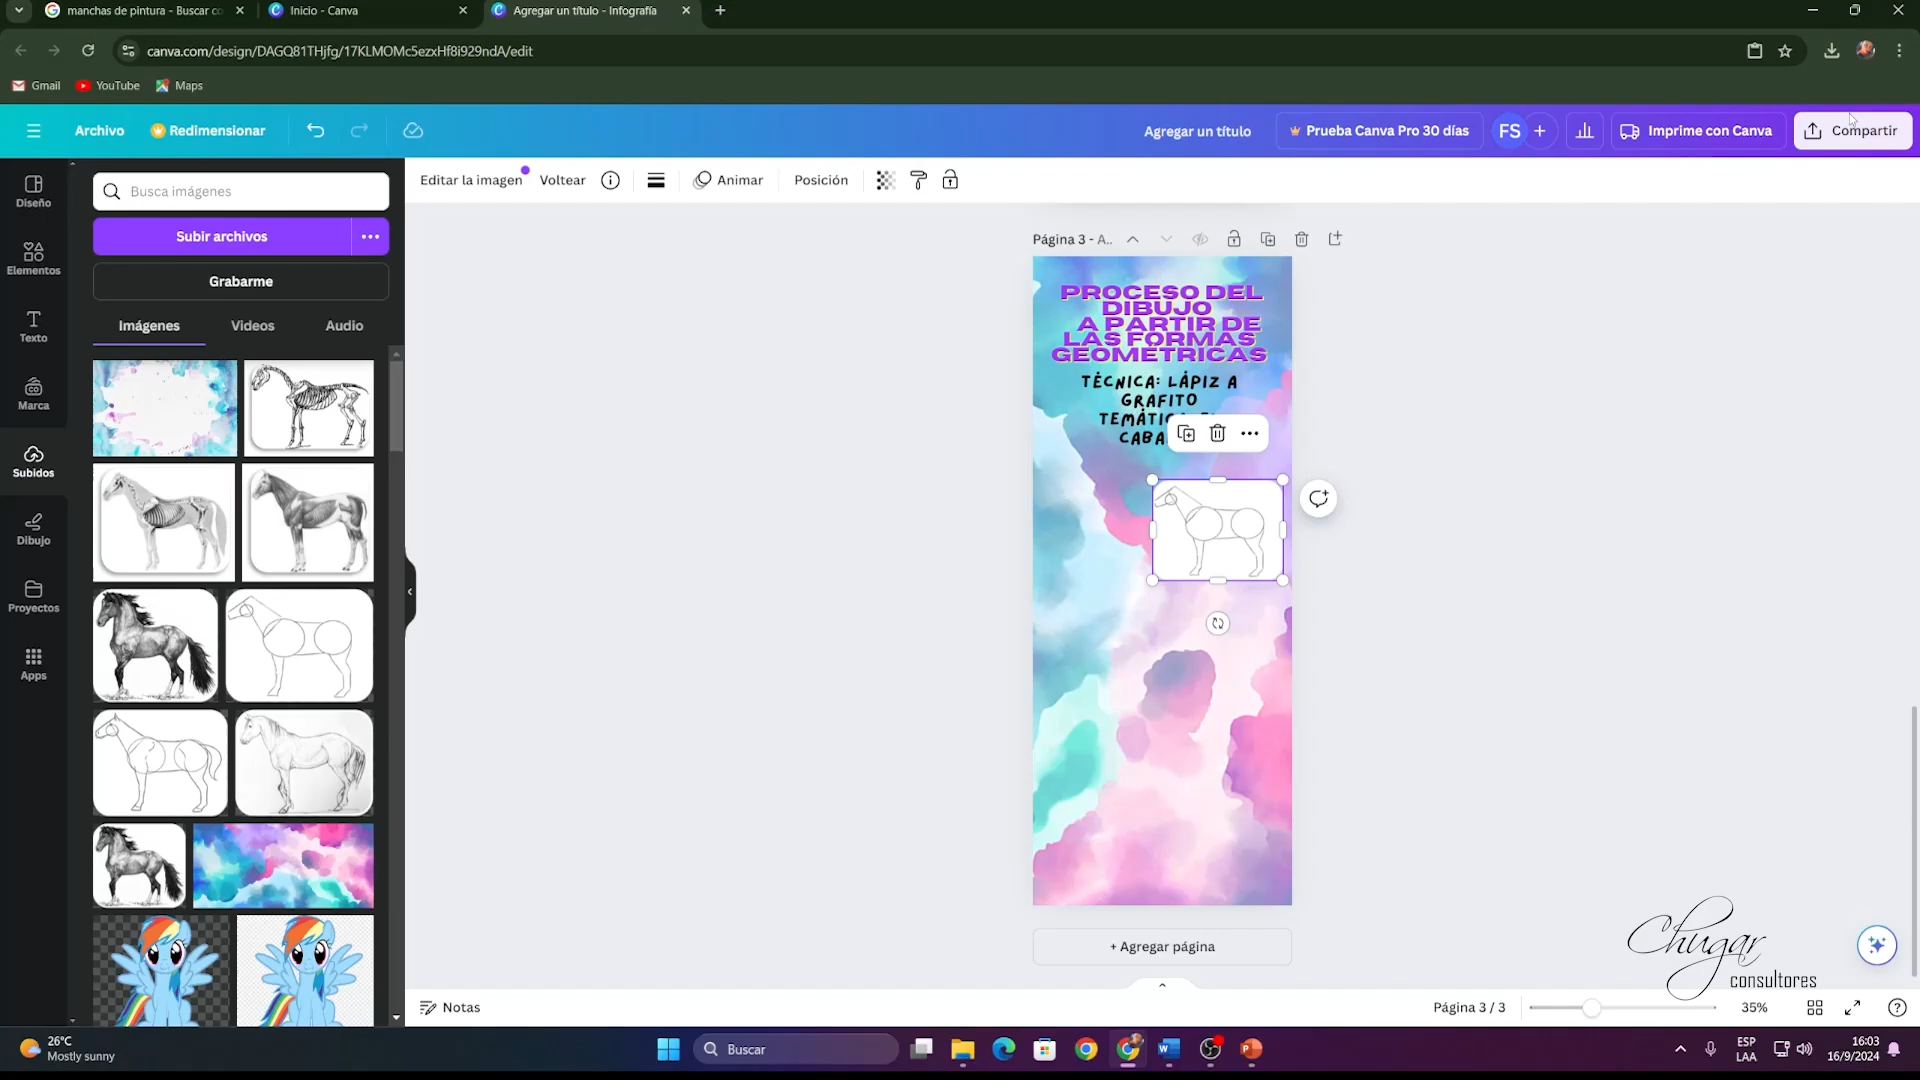 manchas de pintura - Buscar co
Inicio - Canva
Agregar un título - Infografía
canva.com/design/DAGQ81THjfg/17KLMOMc5ezxHf8i929ndA/edit
Gmail
YouTube
Maps
Archivo
Redimensionar
Agregar un título
Prueba Canva Pro 30 días
FS
Imprime con Canva
Compartir
Editar la imagen
Voltear
Animar
Posición
Diseño
Elementos
Texto
Marca
Subidos
Dibujo
Proyectos
Apps
Busca imágenes
Subir archivos
Grabarme
Imágenes
Videos
Audio
Página 3 - A..
PROCESO DEL
DIBUJO
A PARTIR DE
LAS FORMAS
GEOMÉTRICAS
TÉCNICA: LÁPIZ A
GRAFITO
+ Agregar página
Chugar
consultores
Notas
Página 3 / 3
35%
26°C
Mostly sunny
Buscar
ESP
LAA
16:03
16/9/2024